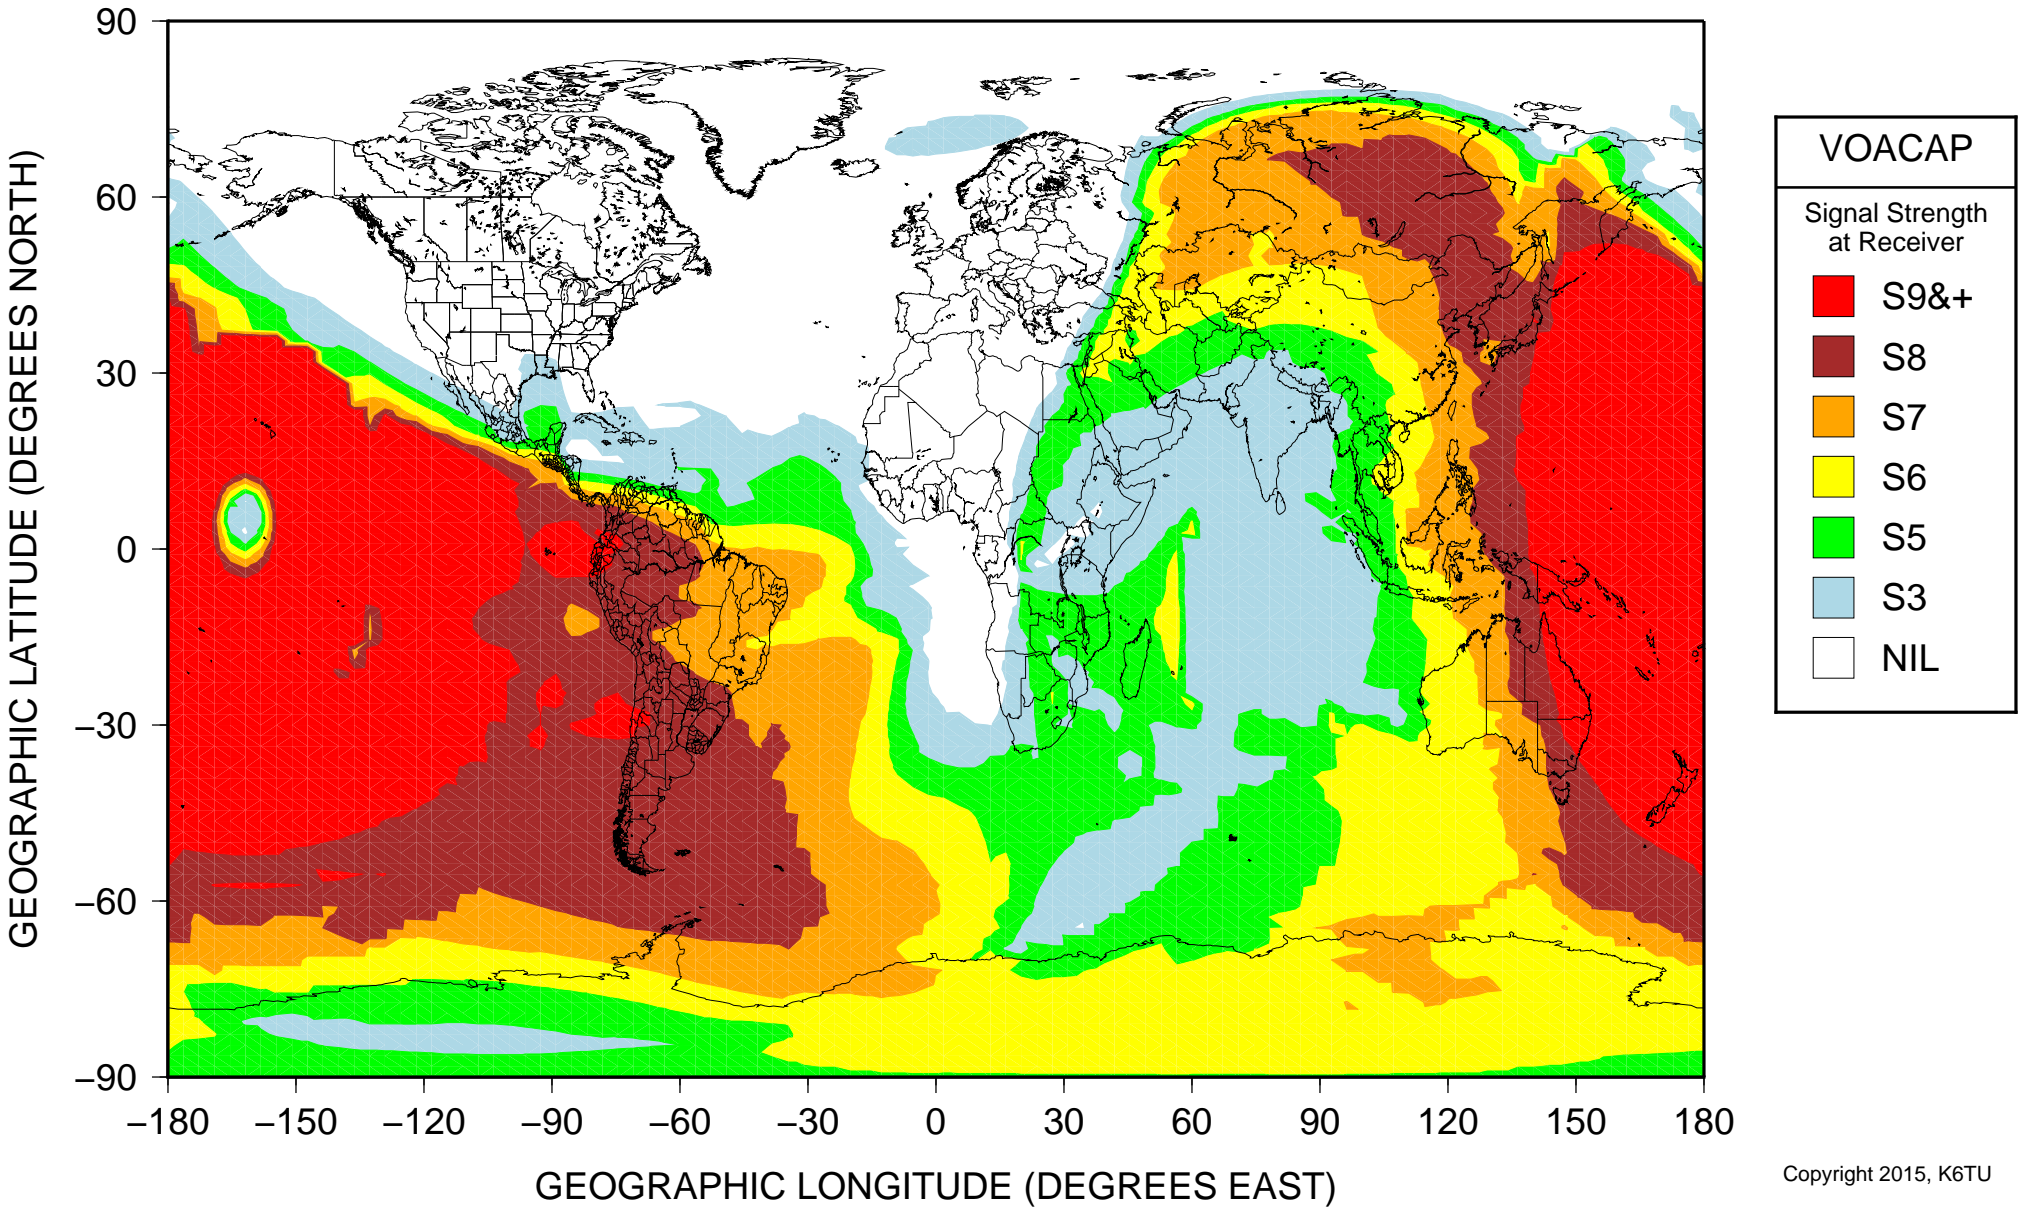 90
60
30
0
−30
−60
−90
−180 −150 −120 −90 −60 −30 0 30 60 90 120 150 180
GEOGRAPHIC LATITUDE (DEGREES NORTH)
GEOGRAPHIC LONGITUDE (DEGREES EAST)
VOACAP
Signal Strength
at Receiver
S9&+
S8
S7
S6
S5
S3
NIL
Copyright 2015, K6TU